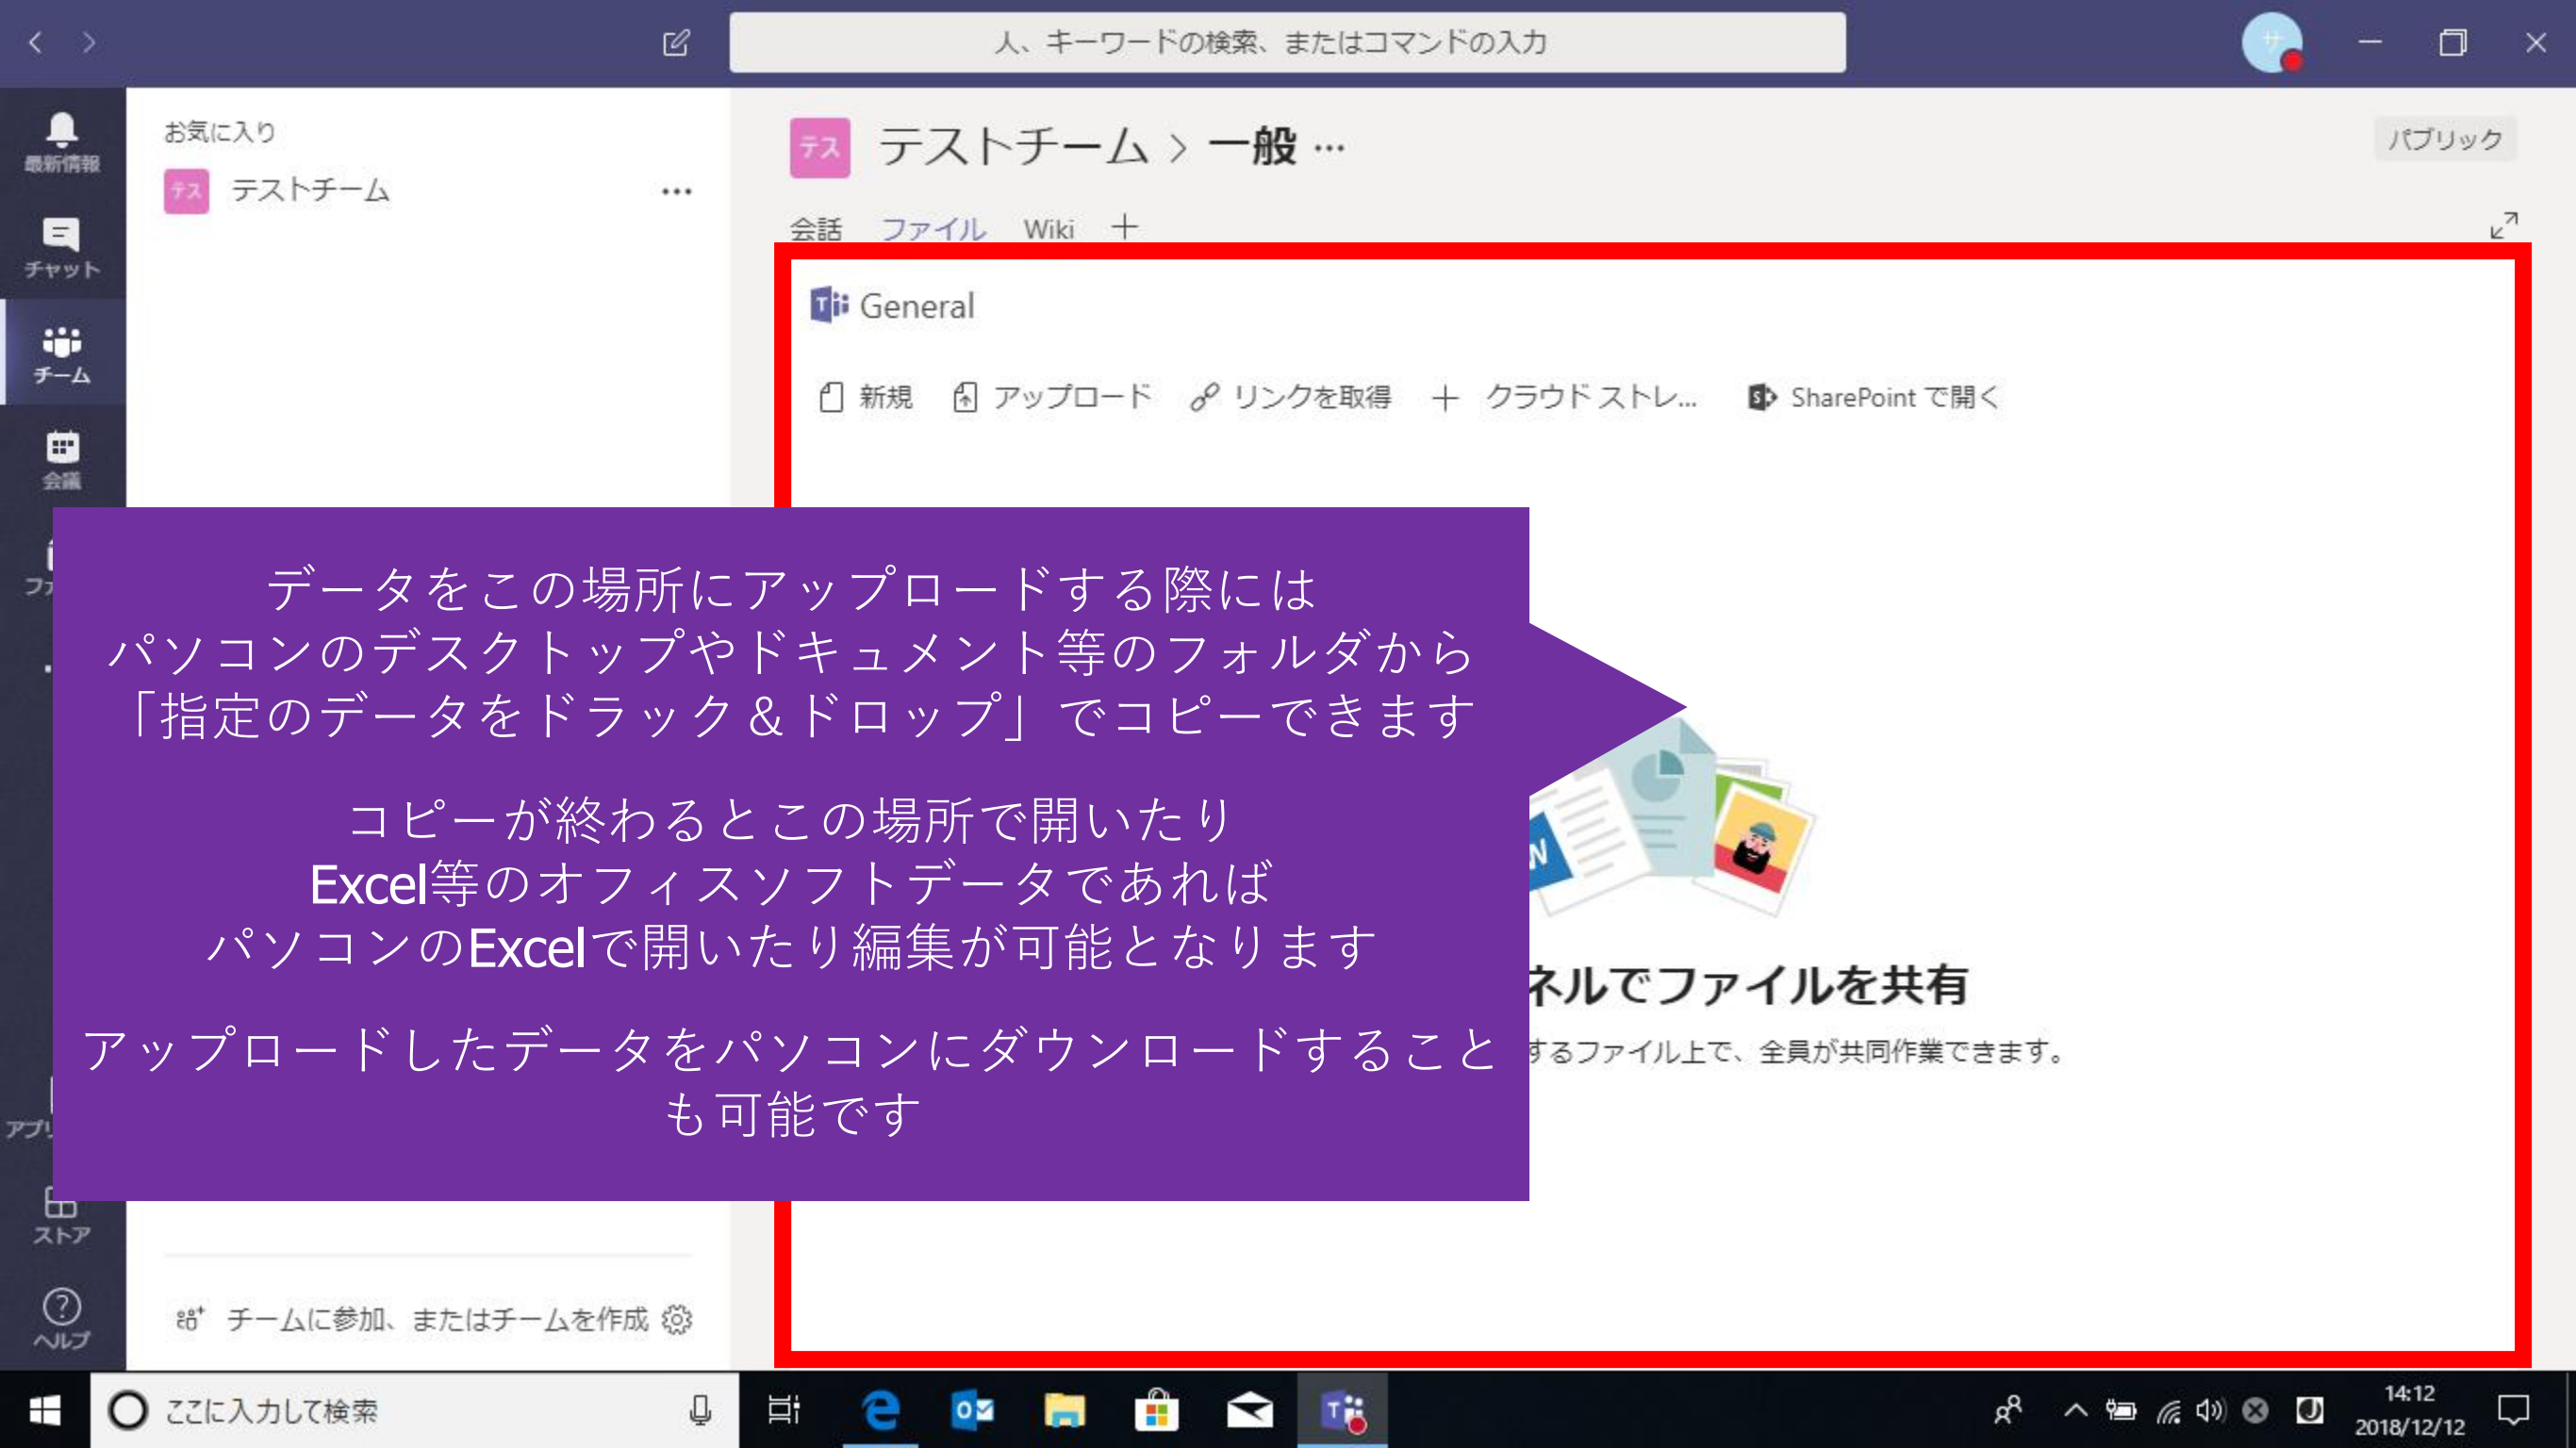 人、キーワードの検索、またはコマンドの入力
サ
最新情報
チャット
チーム
会議
ストア
ヘルプ
お気に入り
テス テストチーム ...
チームに参加、またはチームを作成
テス テストチーム > 一般 ...
パブリック
会話 ファイル Wiki +
General
新規 アップロード リンクを取得 + クラウド ストレ... SharePoint で開く
データをこの場所にアップロードする際には
パソコンのデスクトップやドキュメント等のフォルダから
「指定のデータをドラック＆ドロップ」でコピーできます
コピーが終わるとこの場所で開いたり
Excel等のオフィスソフトデータであれば
パソコンのExcelで開いたり編集が可能となります
アップロードしたデータをパソコンにダウンロードすること
も可能です
ネルでファイルを共有
するファイル上で、全員が共同作業できます。
ここに入力して検索
14:12
2018/12/12